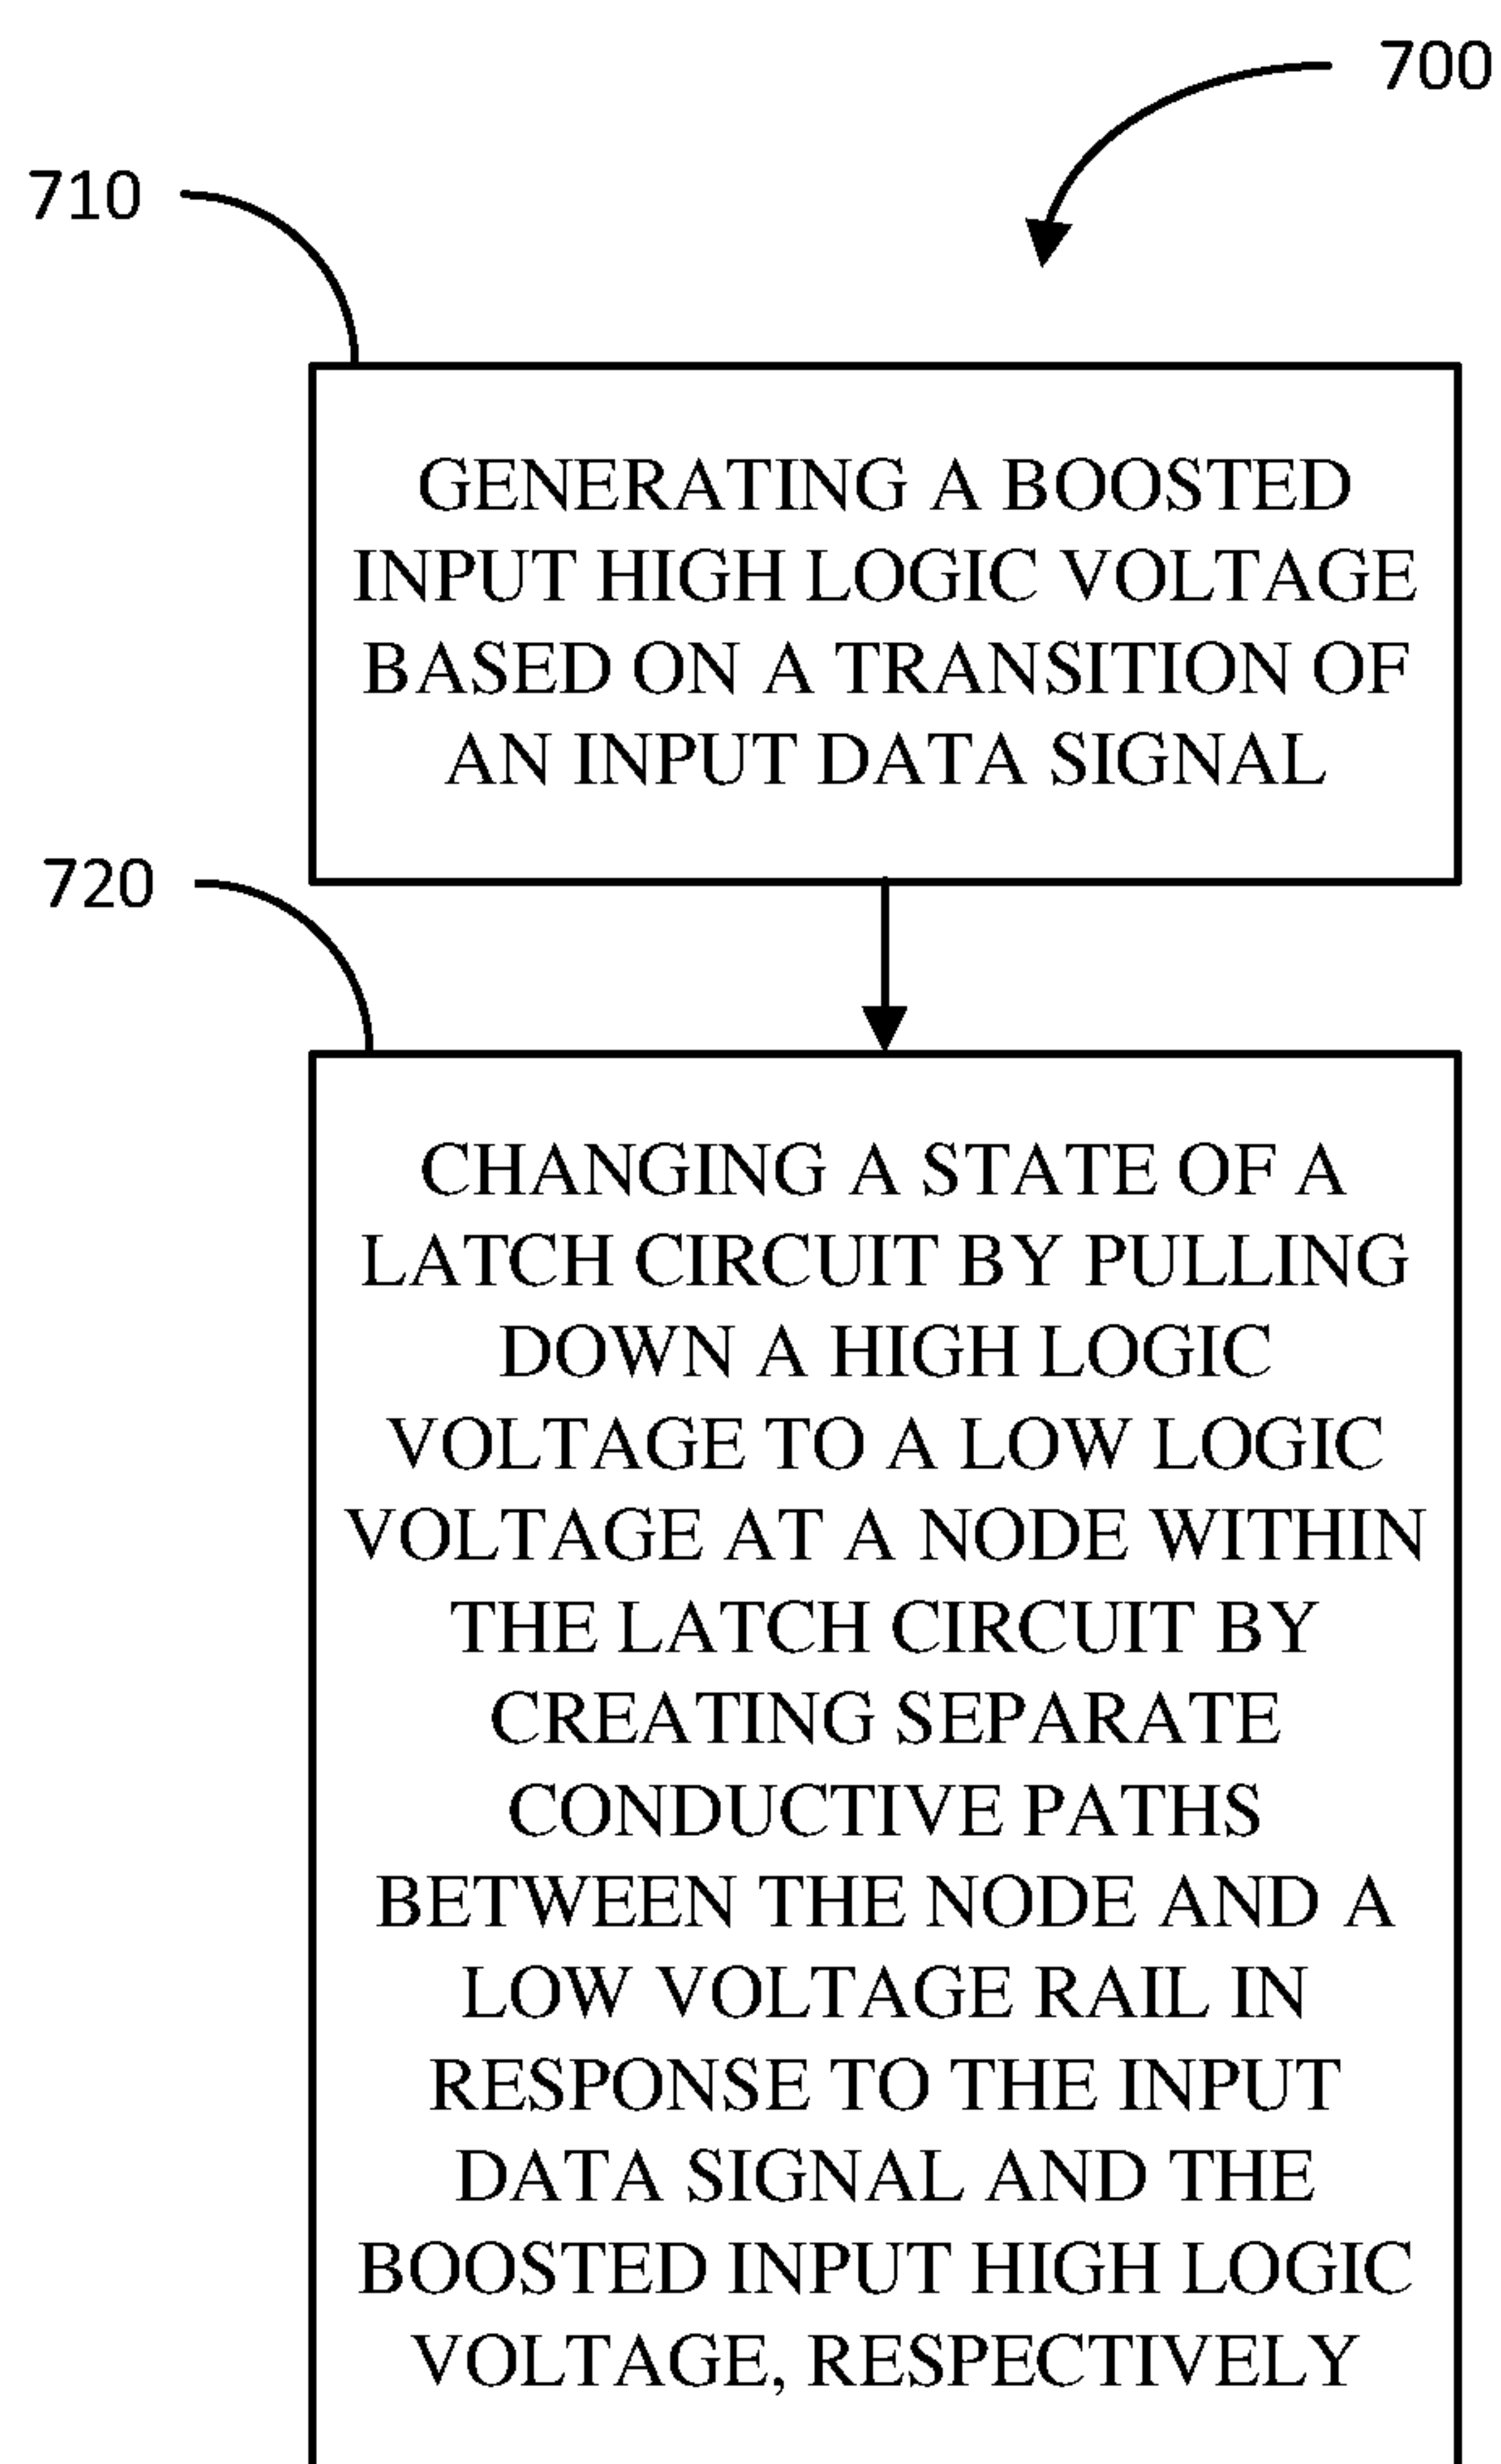 700
710
GENERATING A BOOSTED
INPUT HIGH LOGIC VOLTAGE
BASED ON A TRANSITION OF
AN INPUT DATA SIGNAL
720
CHANGING A STATE OF A
LATCH CIRCUIT BY PULLING
DOWN A HIGH LOGIC
VOLTAGE TO A LOW LOGIC
VOLTAGE AT A NODE WITHIN
THE LATCH CIRCUIT BY
CREATING SEPARATE
CONDUCTIVE PATHS
BETWEEN THE NODE AND A
LOW VOLTAGE RAIL IN
RESPONSE TO THE INPUT
DATA SIGNAL AND THE
BOOSTED INPUT HIGH LOGIC
VOLTAGE, RESPECTIVELY